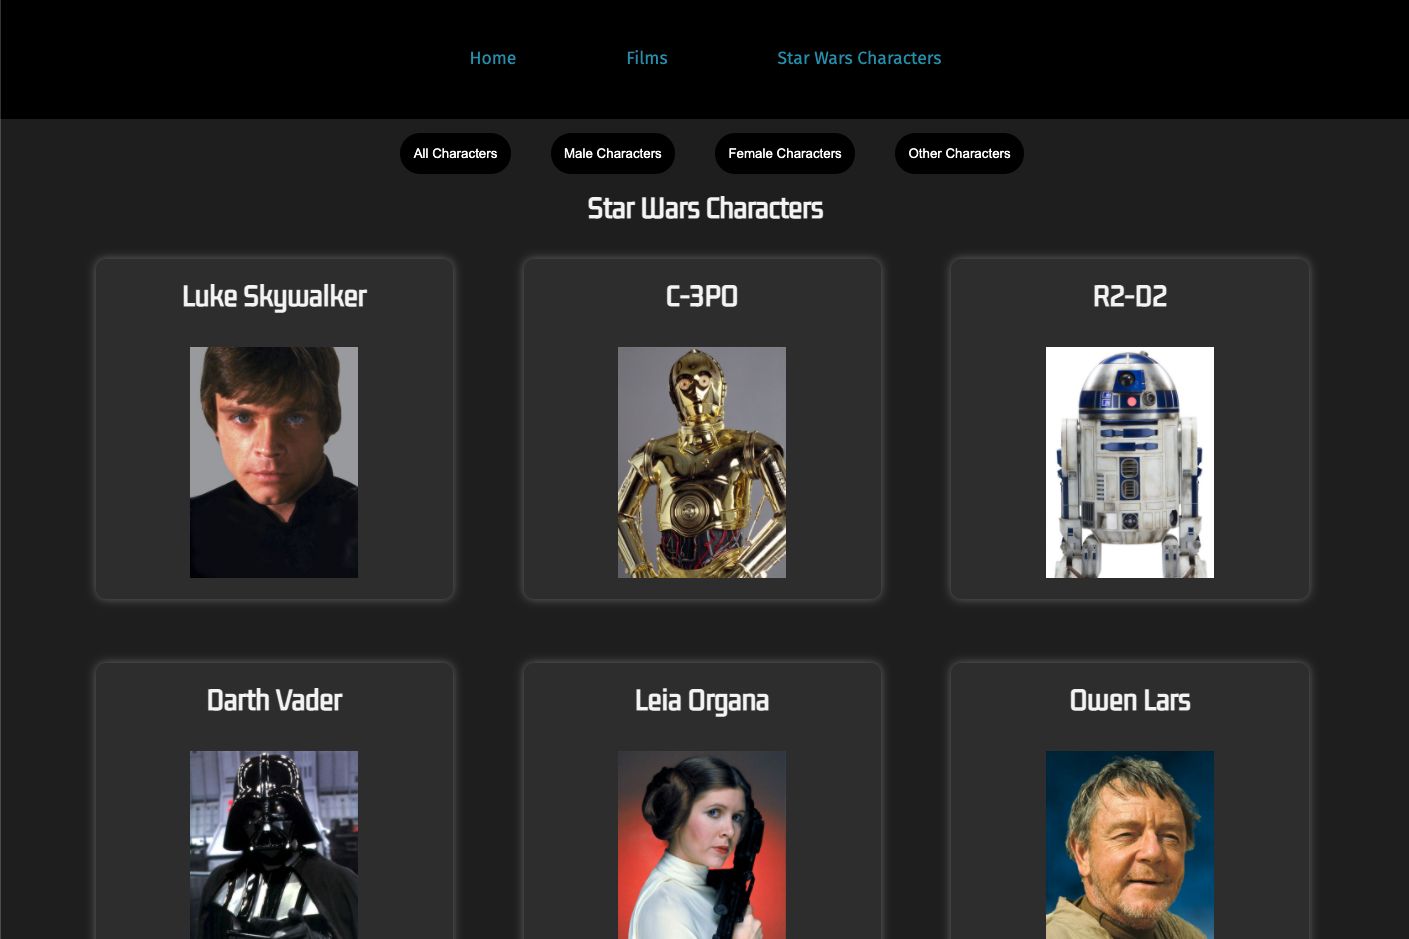 Home Films Star Wars Characters
All Characters Male Characters Female Characters Other Characters
Star Wars Characters
Luke Skywalker
C-3PO
R2-D2
Darth Vader
Leia Organa
Owen Lars